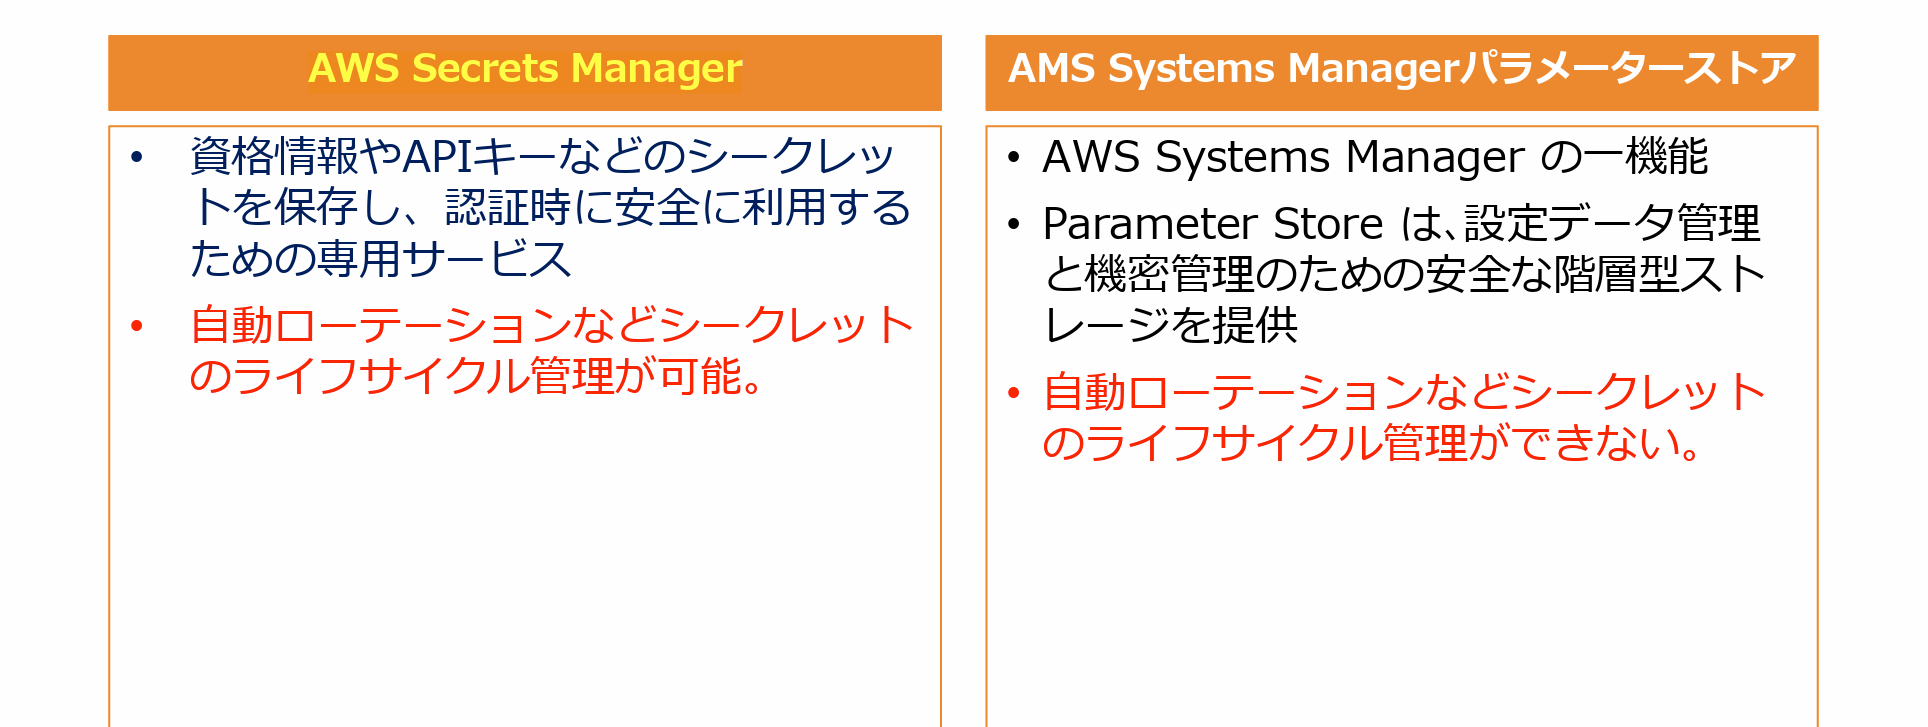 AWS Secrets Manager
• 資格情報やAPIキーなどのシークレッ
トを保存し、認証時に安全に利用する
ための専用サービス
• 自動ローテーションなどシークレット
のライフサイクル管理が可能。
AMS Systems Managerパラメーターストア
• AWS Systems Manager の一機能
• Parameter Store は､設定データ管理
と機密管理のための安全な階層型スト
レージを提供
• 自動ローテーションなどシークレット
のライフサイクル管理ができない。